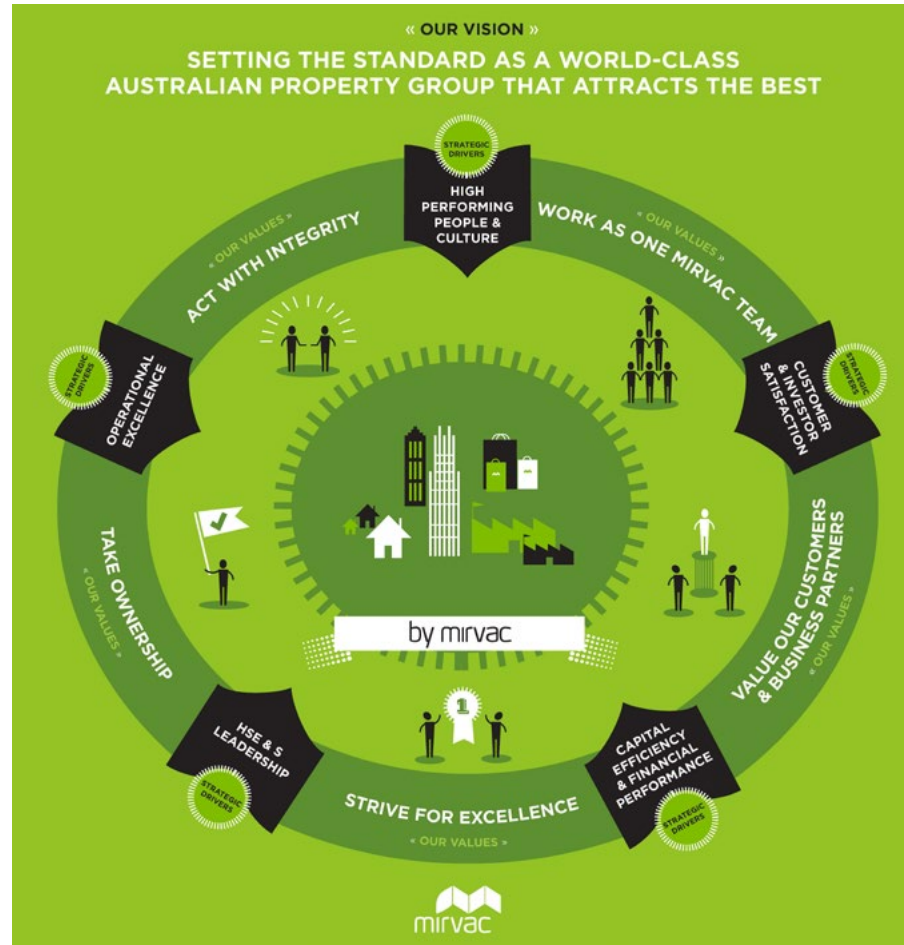 « OUR VISION »
SETTING THE STANDARD AS A WORLD-CLASS
AUSTRALIAN PROPERTY GROUP THAT ATTRACTS THE BEST
STRATEGIC
DRIVERS
HIGH
PERFORMING
PEOPLE &
CULTURE
« OUR VALUES »
WORK AS ONE MIRVAC TEAM
STRATEGIC
DRIVERS
CUSTOMER
& INVESTOR
SATISFACTION
VALUE OUR CUSTOMERS
& BUSINESS PARTNERS
« OUR VALUES »
CAPITAL
EFFICIENCY
& FINANCIAL
PERFORMANCE
STRATEGIC
DRIVERS
1
STRIVE FOR EXCELLENCE
« OUR VALUES »
HSE & S
LEADERSHIP
STRATEGIC
DRIVERS
TAKE OWNERSHIP
« OUR VALUES »
STRATEGIC
DRIVERS
OPERATIONAL
EXCELLENCE
« OUR VALUES »
ACT WITH INTEGRITY
by mirvac
mirvac